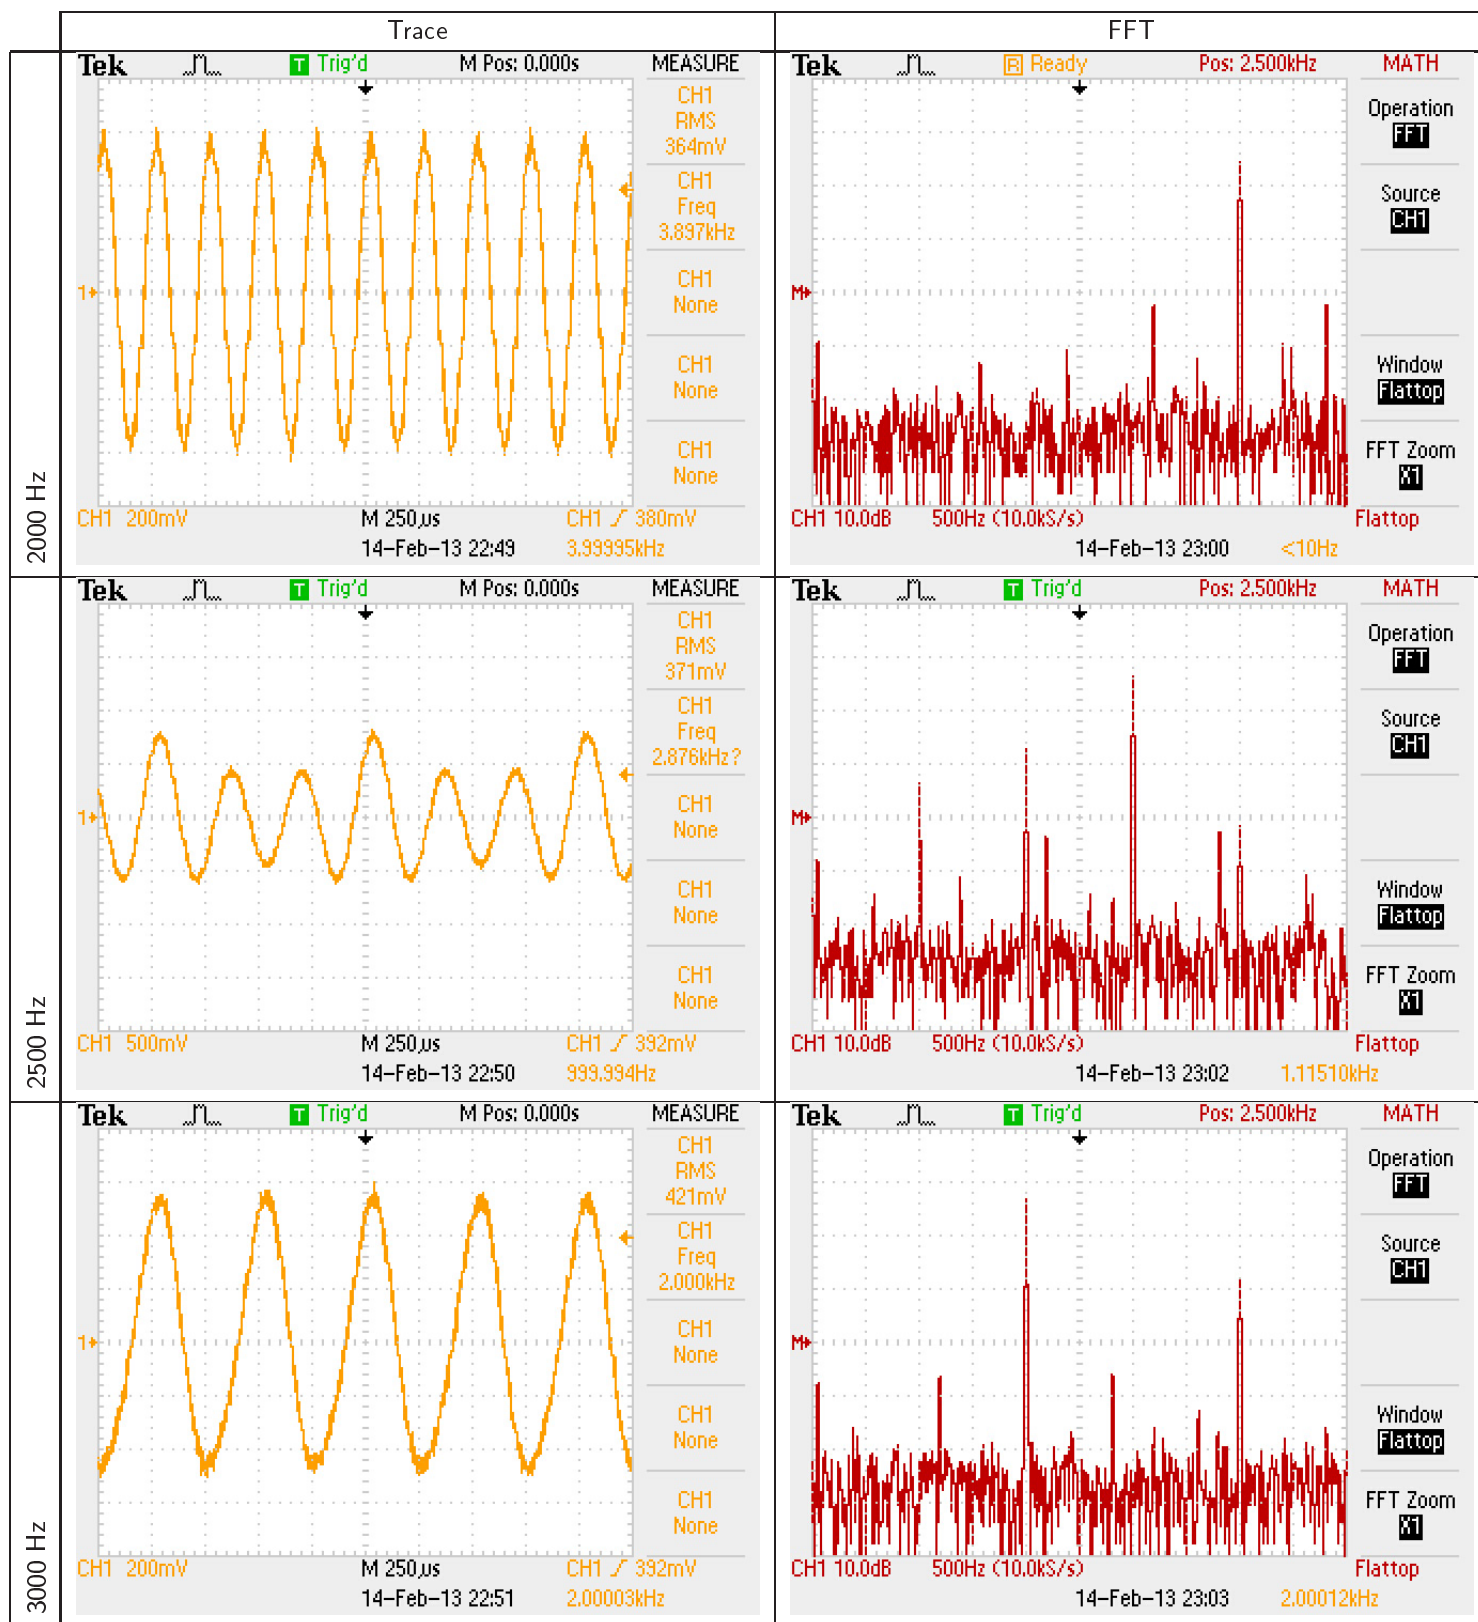 Trace
FFT
2000 Hz
Tek
T Trig'd
M Pos: 0.000s
MEASURE
CH1
RMS
364mV
CH1
Freq
3.897kHz
CH1
None
CH1
None
CH1
None
1
CH1 200mV
M 250µs
CH1 380mV
14-Feb-13 22:49
3.99995kHz
Tek
R Ready
Pos: 2.500kHz
MATH
Operation
FFT
Source
CH1
M
Window
Flattop
FFT Zoom
X1
CH1 10.0dB
500Hz (10.0kS/s)
Flattop
14-Feb-13 23:00
<10Hz
2500 Hz
Tek
T Trig'd
M Pos: 0.000s
MEASURE
CH1
RMS
371mV
CH1
Freq
2.876kHz?
CH1
None
CH1
None
CH1
None
1
CH1 500mV
M 250µs
CH1 392mV
14-Feb-13 22:50
999.994Hz
Tek
T Trig'd
Pos: 2.500kHz
MATH
Operation
FFT
Source
CH1
M
Window
Flattop
FFT Zoom
X1
CH1 10.0dB
500Hz (10.0kS/s)
Flattop
14-Feb-13 23:02
1.11510kHz
3000 Hz
Tek
T Trig'd
M Pos: 0.000s
MEASURE
CH1
RMS
421mV
CH1
Freq
2.000kHz
CH1
None
CH1
None
CH1
None
1
CH1 200mV
M 250µs
CH1 392mV
14-Feb-13 22:51
2.00003kHz
Tek
T Trig'd
Pos: 2.500kHz
MATH
Operation
FFT
Source
CH1
M
Window
Flattop
FFT Zoom
X1
CH1 10.0dB
500Hz (10.0kS/s)
Flattop
14-Feb-13 23:03
2.00012kHz